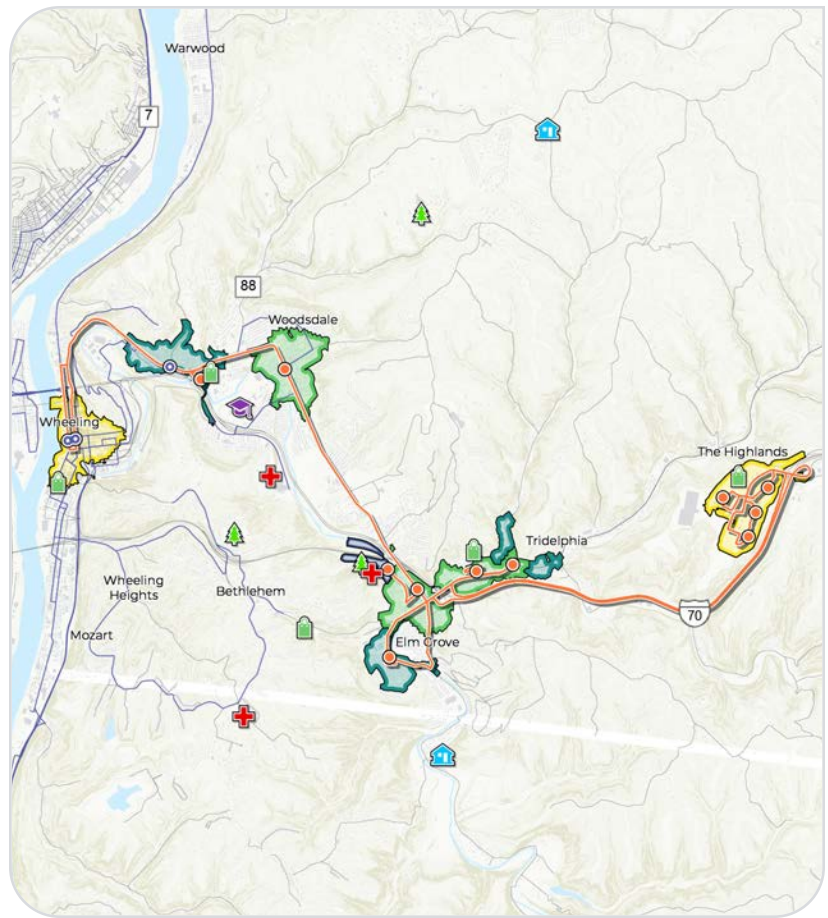 Warwood
7
88
Woodsdale
Wheeling
The Highlands
Tridelphia
Wheeling
Heights
Bethlehem
70
Mozart
Elm Grove